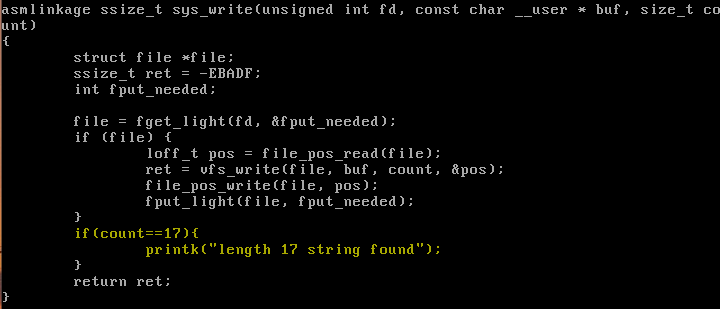 asmlinkage ssize_t sys_write(unsigned int fd, const char __user * buf, size_t co
unt)
{
        struct file *file;
        ssize_t ret = -EBADF;
        int fput_needed;

        file = fget_light(fd, &fput_needed);
        if (file) {
                loff_t pos = file_pos_read(file);
                ret = vfs_write(file, buf, count, &pos);
                file_pos_write(file, pos);
                fput_light(file, fput_needed);
        }
        if(count==17){
                printk("length 17 string found");
        }
        return ret;
}